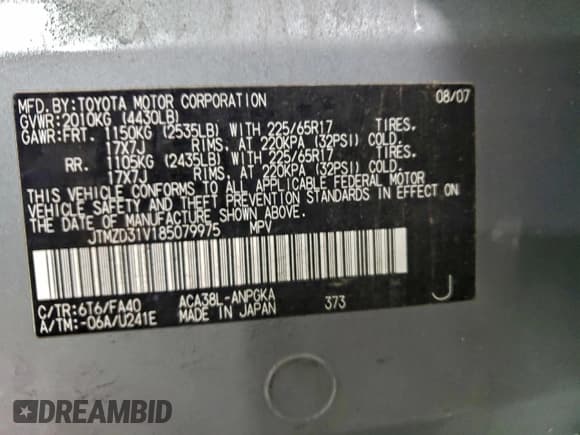 MFD.BY:TOYOTA MOTOR CORPORATION 08/07
GVWR:2010KG (4430LB)
GAWR:FRT. 1150KG (2535LB) WITH 225/65R17 TIRES.
17X7J RIMS. AT 220KPA (32PSI) COLD.
RR. 1105KG (2435LB) WITH 225/65R17 TIRES.
17X7J RIMS. AT 220KPA (32PSI) COLD.
THIS VEHICLE CONFORMS TO ALL APPLICABLE FEDERAL MOTOR
VEHICLE SAFETY AND THEFT PREVENTION STANDARDS IN EFFECT ON
THE DATE OF MANUFACTURE SHOWN ABOVE.
JTMZD31V185079975 MPV
C/TR:6T6/FA40 ACA38L-ANPGKA 373 J
A/TM:-06A/U241E MADE IN JAPAN
DREAMBID